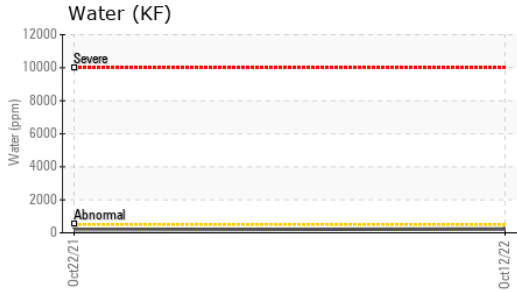 Water (KF)
12000
Severe
10000
8000
Water (ppm)
6000
4000
2000
Abnormal
0
Oct22/21
Oct12/22